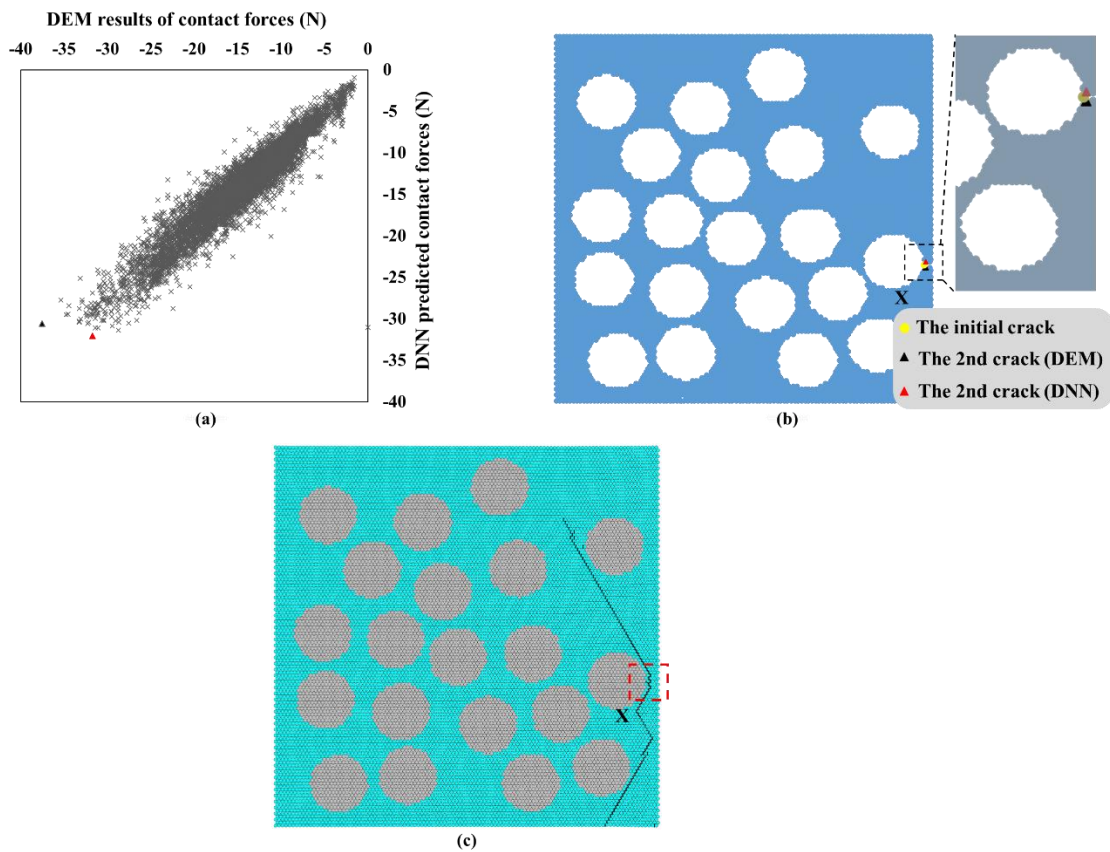 DEM results of contact forces (N)
-40 -35 -30 -25 -20 -15 -10 -5 0
0
-5
-10
-15
-20
-25
-30
-35
-40
DNN predicted contact forces (N)
(a)
X
The initial crack
The 2nd crack (DEM)
The 2nd crack (DNN)
(b)
X
(c)